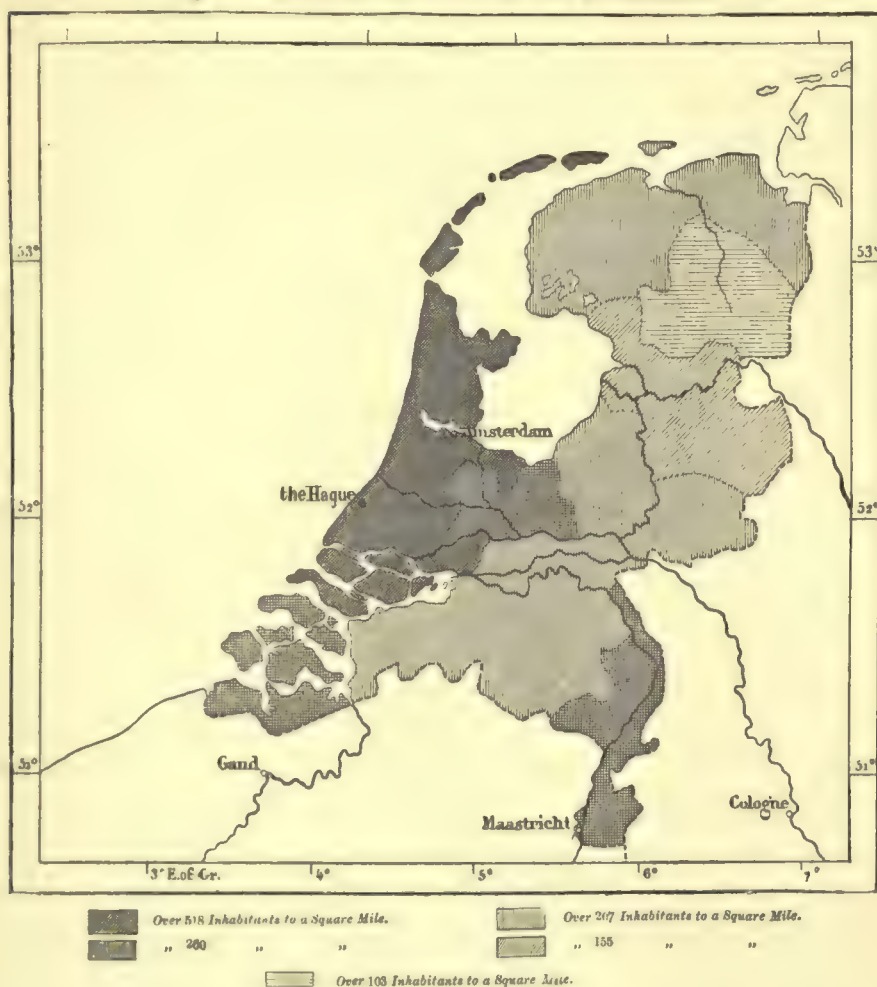 53°
53°
Amsterdam
the Hague
52°
52°
51°
51°
Gand
Maastricht
Cologne
3° E. of Gr.
4°
5°
6°
7°
Over 518 Inhabitants to a Square Mile.
„ 260 „ „
Over 207 Inhabitants to a Square Mile.
„ 155 „ „
Over 103 Inhabitants to a Square Mile.